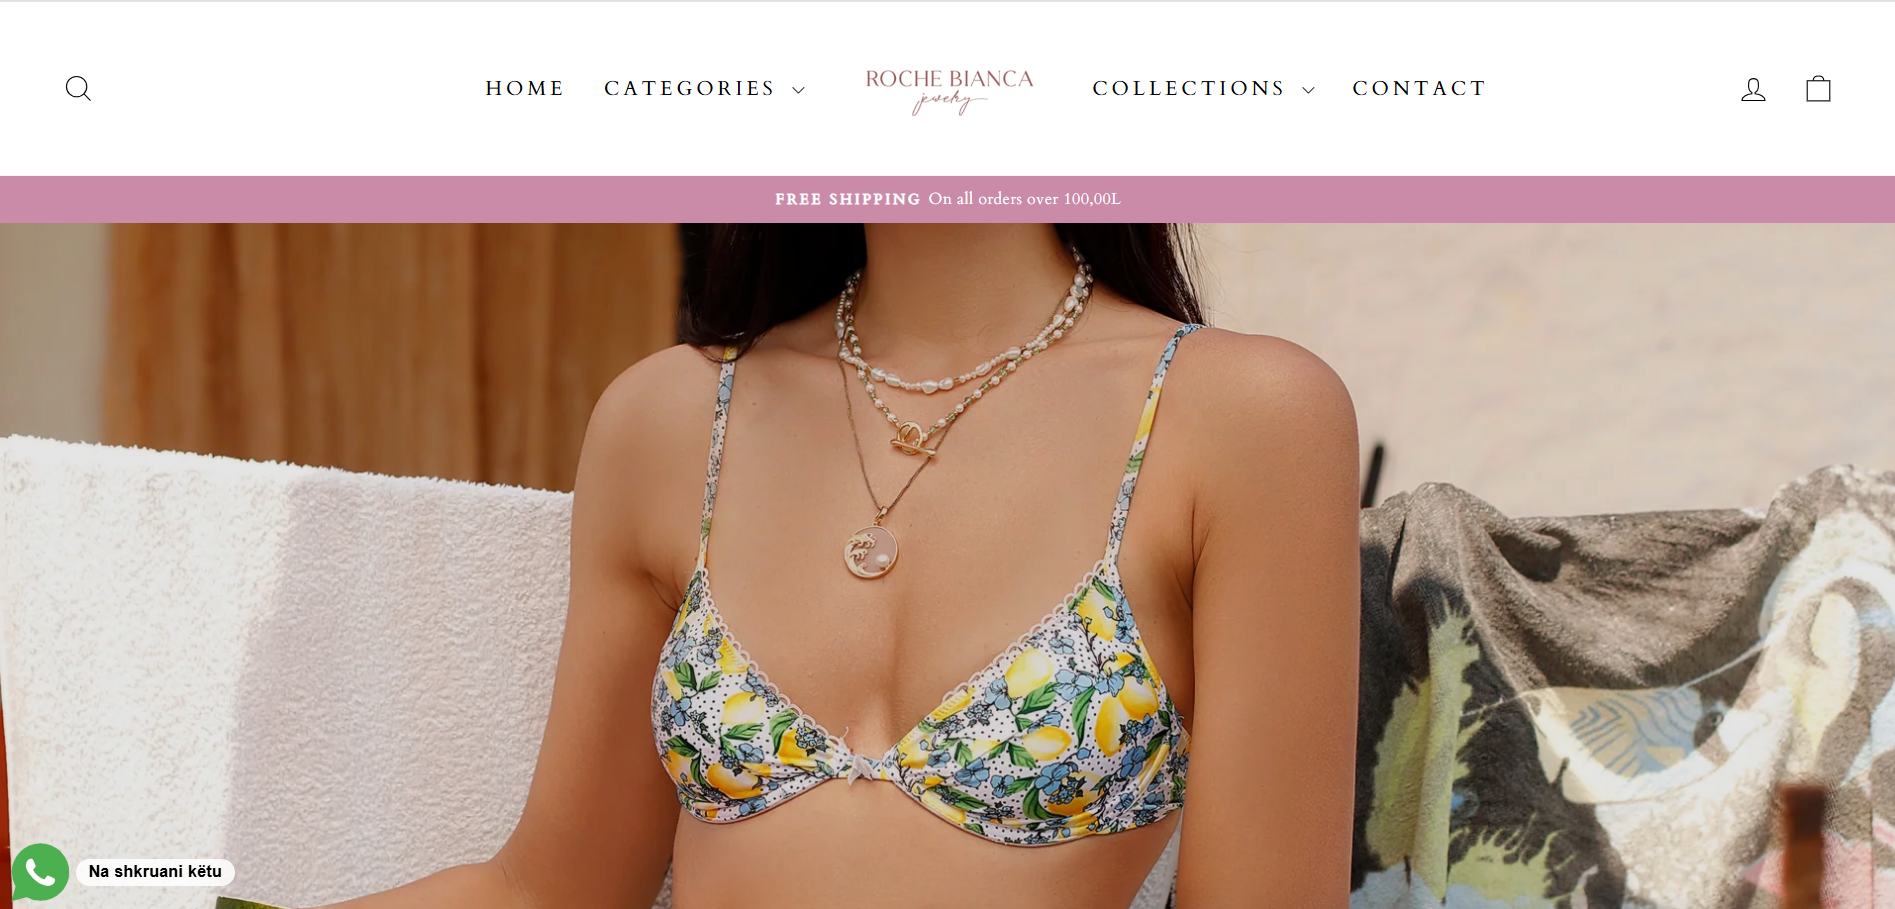 HOME CATEGORIES ROCHE BIANCA COLLECTIONS CONTACT
jewelry
FREE SHIPPING On all orders over 100,00L
Na shkruani këtu